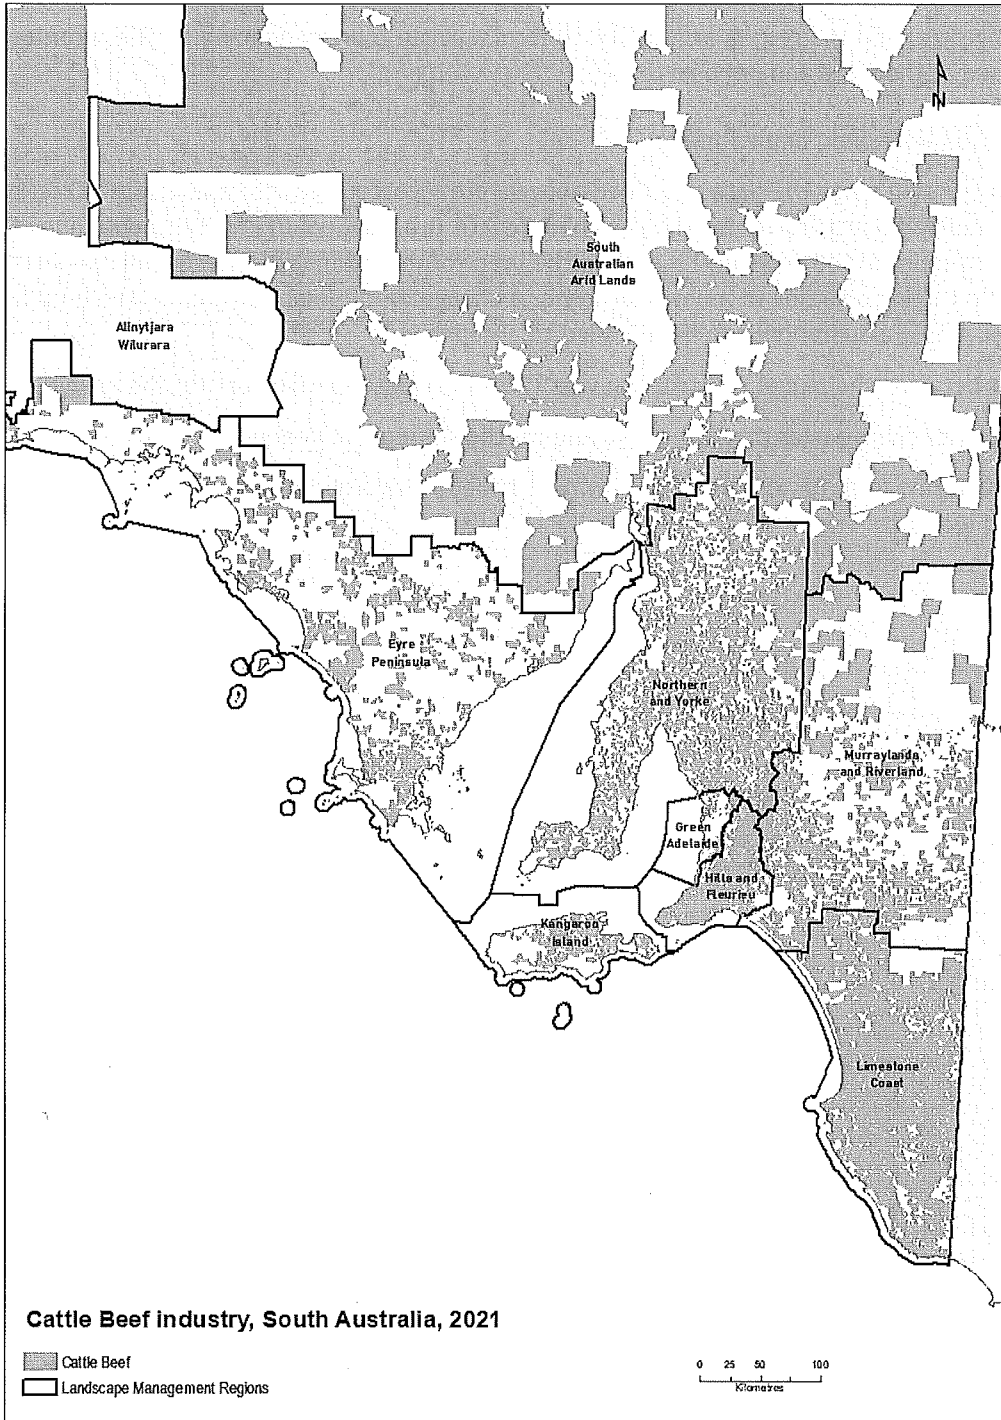 N
South
Australian
Arid Lands
Alinytjara
Wilurara
Eyre
Peninsula
Northern
and Yorke
Murraylands
and Riverland
Green
Adelaide
Hills and
Fleurieu
Kangaroo
Island
Limestone
Coast
Cattle Beef industry, South Australia, 2021
Cattle Beef
Landscape Management Regions
0 25 50 100
Kilometres